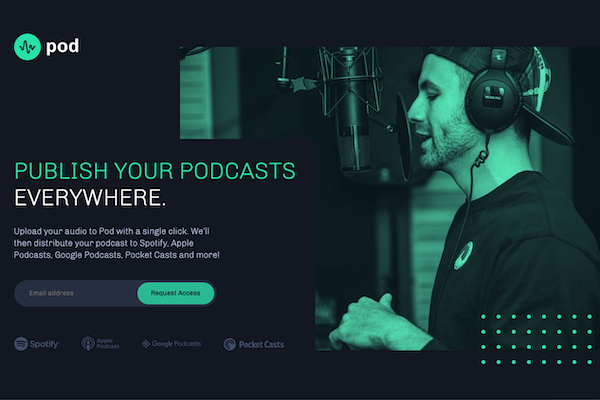 pod
PUBLISH YOUR PODCASTS
EVERYWHERE.
Upload your audio to Pod with a single click. We'll
then distribute your podcast to Spotify, Apple
Podcasts, Google Podcasts, Pocket Casts and more!
Email address
Request Access
Spotify
Apple
Podcast
Google Podcasts
Pocket Casts